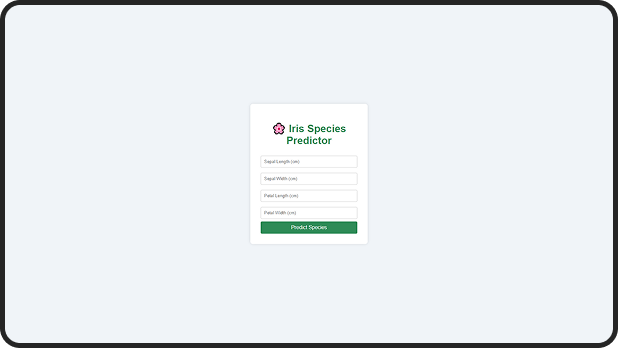 🌸 Iris Species
Predictor
Sepal Length (cm)
Sepal Width (cm)
Petal Length (cm)
Petal Width (cm)
Predict Species